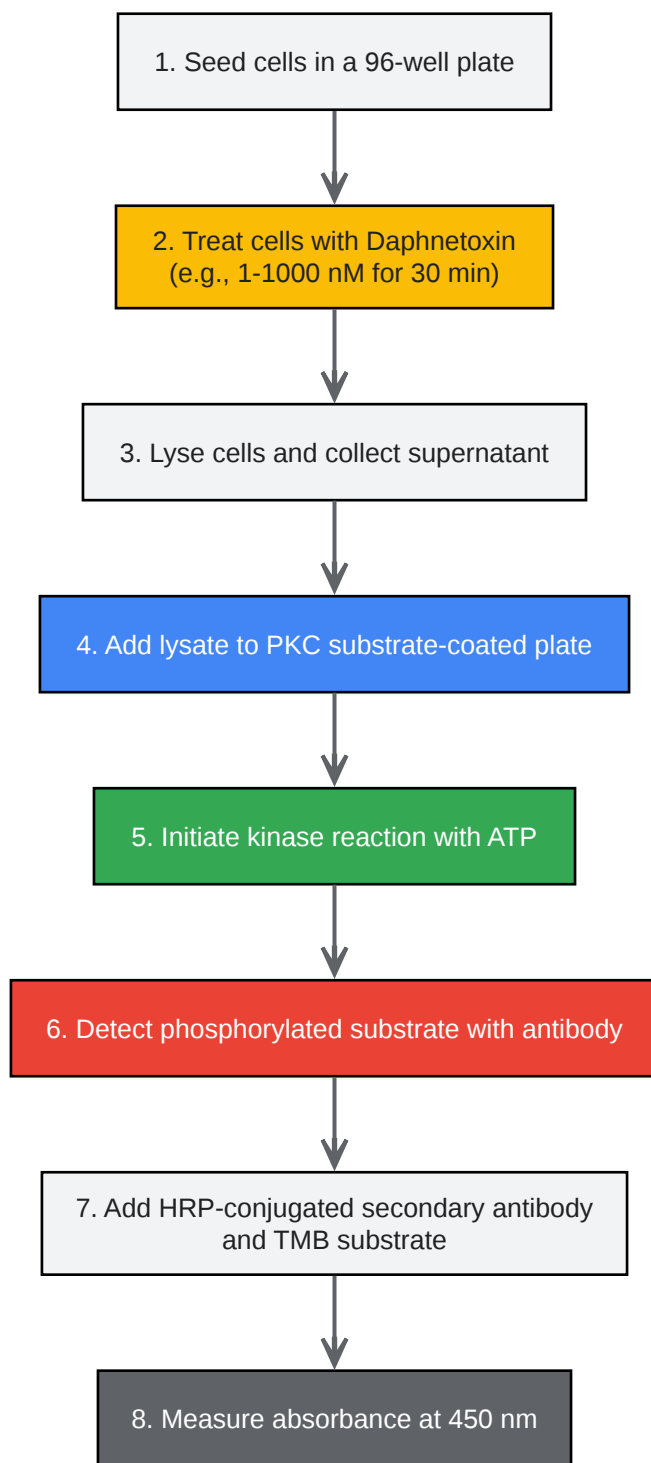 1. Seed cells in a 96-well plate
2. Treat cells with Daphnetoxin
(e.g., 1-1000 nM for 30 min)
3. Lyse cells and collect supernatant
4. Add lysate to PKC substrate-coated plate
5. Initiate kinase reaction with ATP
6. Detect phosphorylated substrate with antibody
7. Add HRP-conjugated secondary antibody
and TMB substrate
8. Measure absorbance at 450 nm